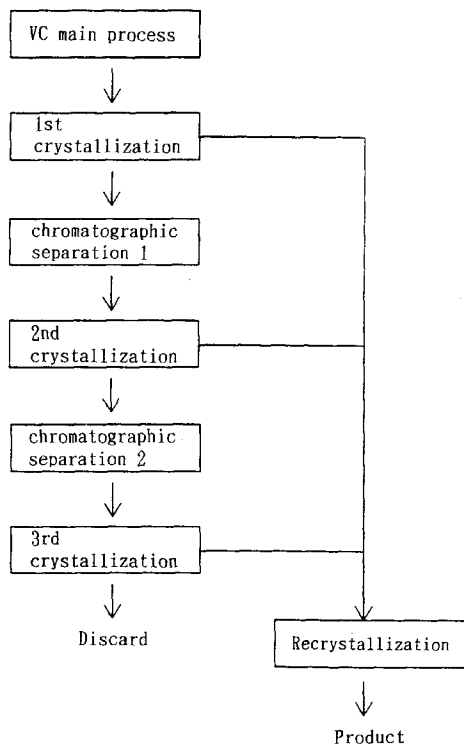 VC main process
1st
crystallization
chromatographic
separation 1
2nd
crystallization
chromatographic
separation 2
3rd
crystallization
Discard
Recrystallization
Product